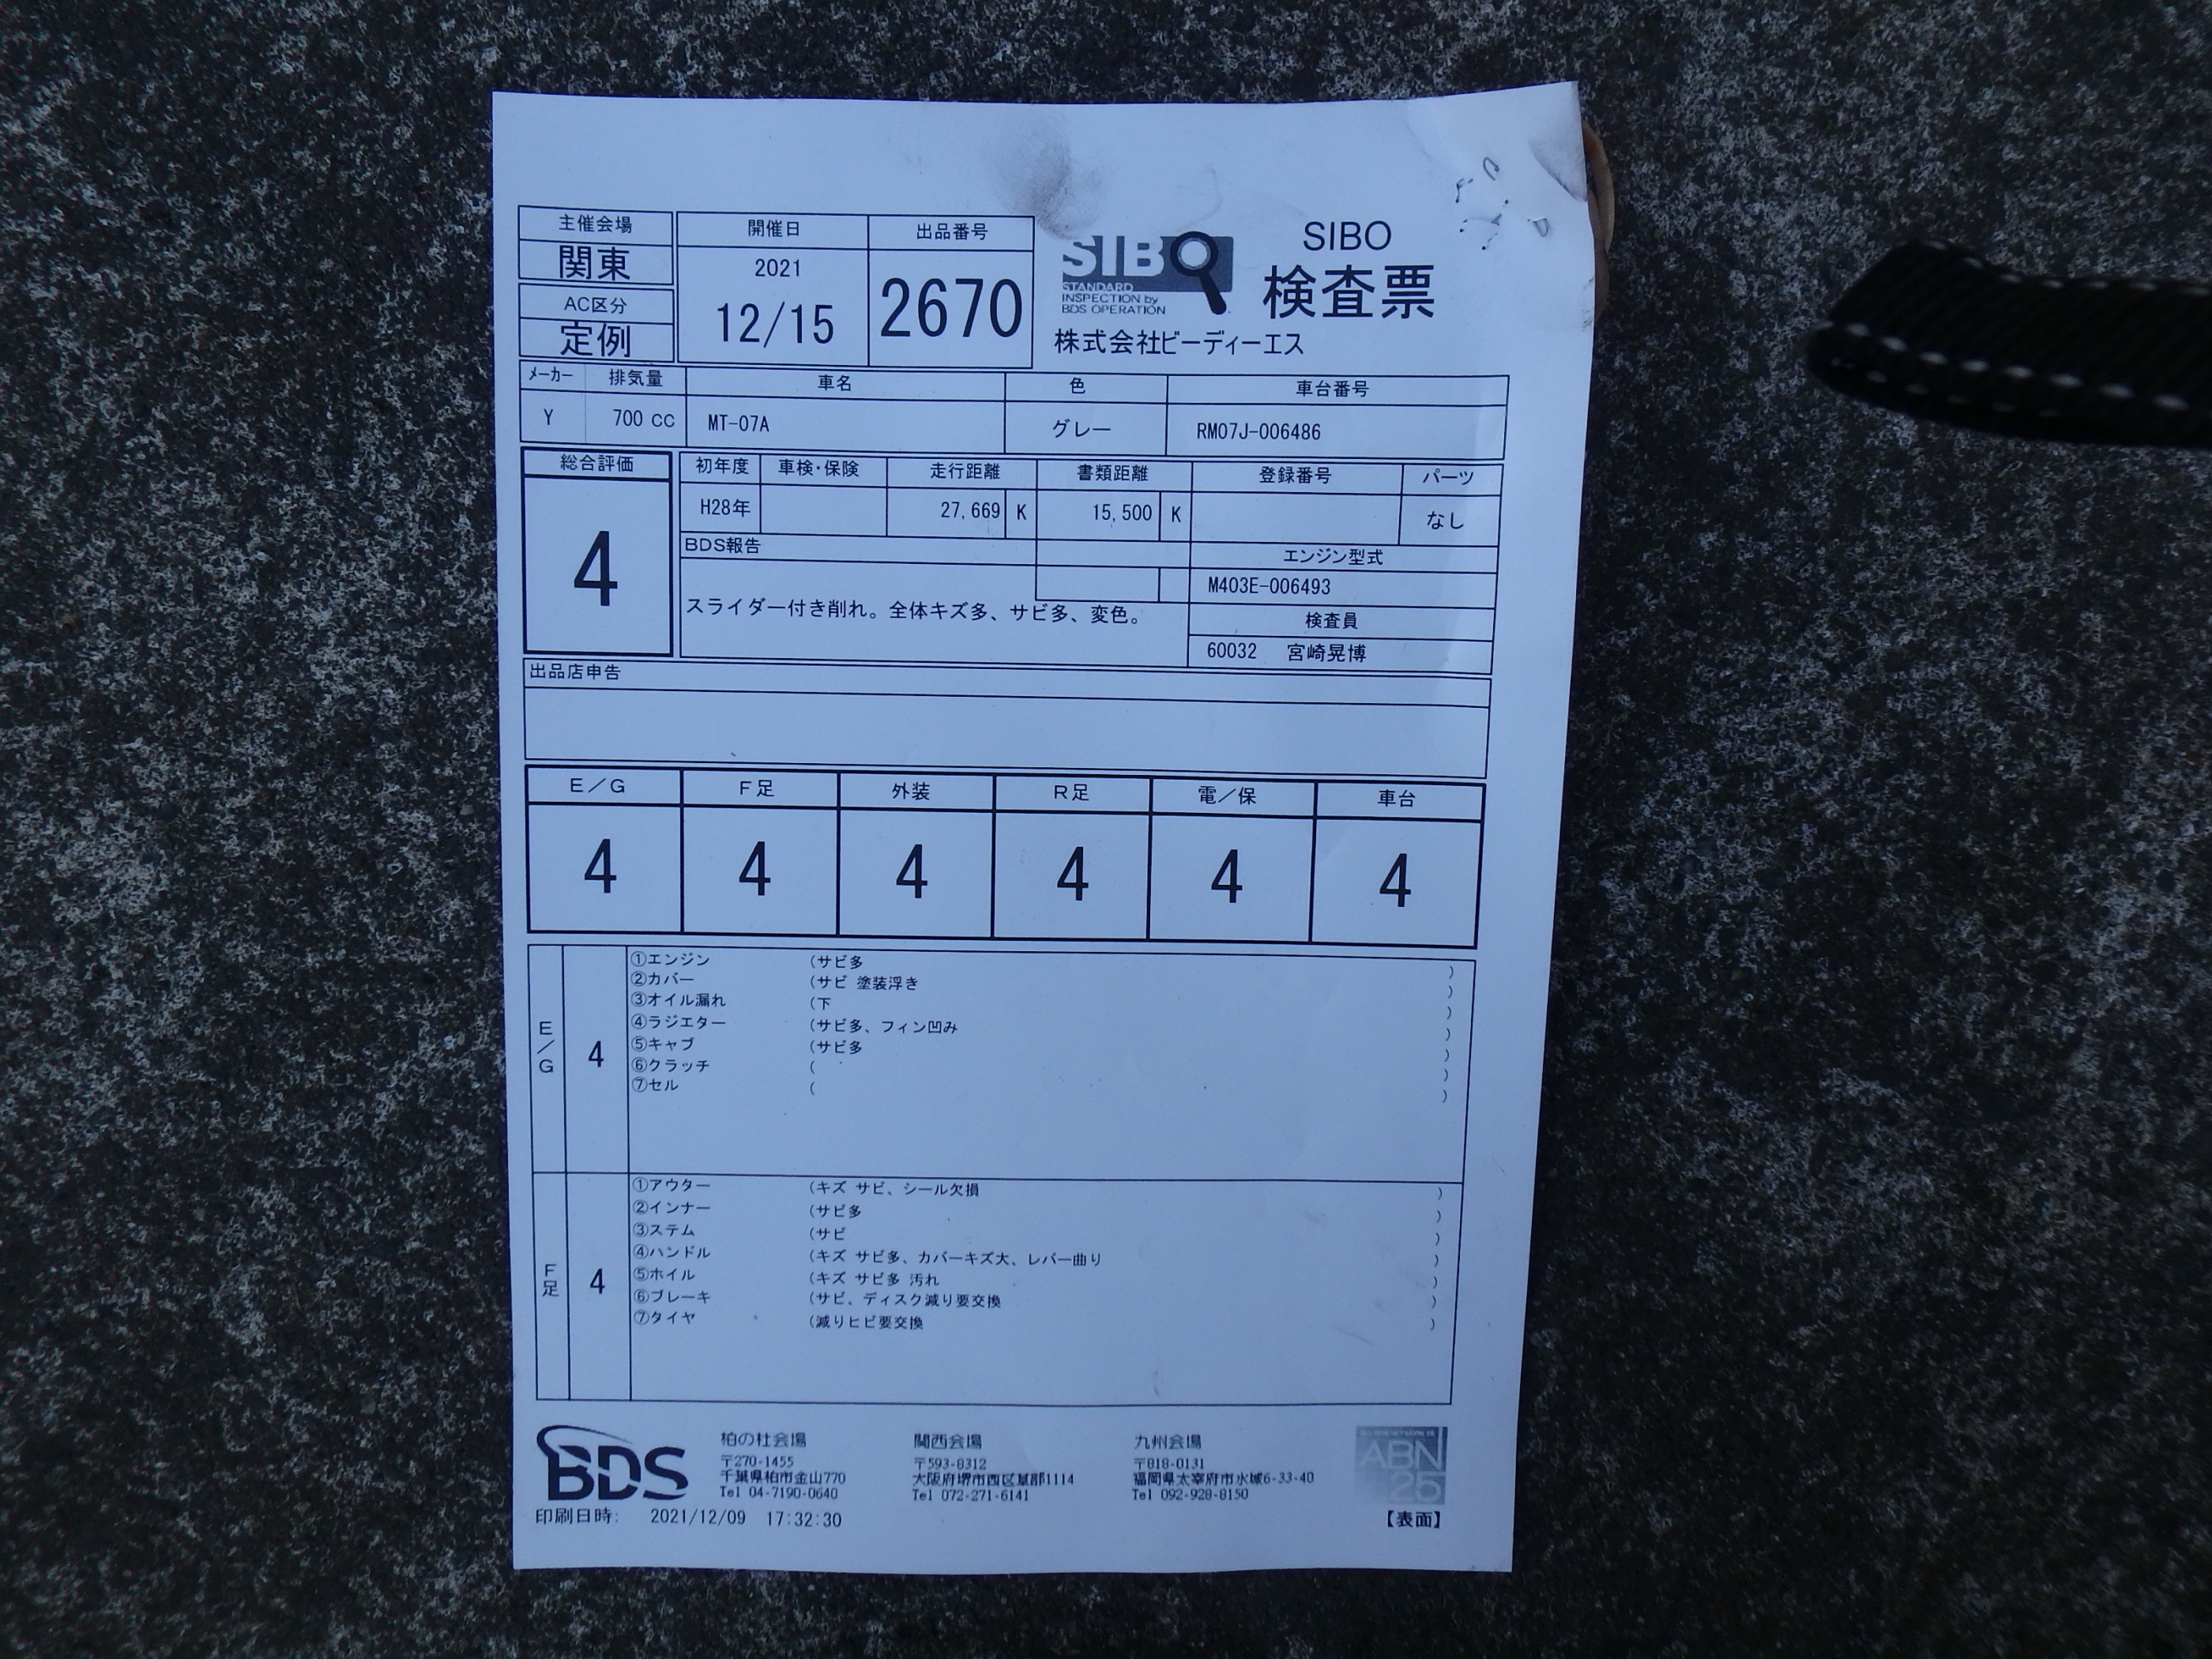 主催会場
関東
AC区分
定例
開催日
2021
12/15
出品番号
2670
SIBO
STANDARD
INSPECTION by
BDS OPERATION
SIBO
検査票
株式会社ビーディーエス
メーカー 排気量 車名 色 車台番号
Y 700 CC MT-07A グレー RM07J-006486
総合評価
4
初年度 車検・保険 走行距離 書類距離 登録番号 パーツ
H28年 27,669 K 15,500 K なし
BDS報告
スライダー付き削れ。全体キズ多、サビ多、変色。
エンジン型式
M403E-006493
検査員
60032 宮崎晃博
出品店申告
E/G F足 外装 R足 電/保 車台
4 4 4 4 4 4
E/G
4
①エンジン (サビ多 )
②カバー (サビ 塗装浮き )
③オイル漏れ (下 )
④ラジエター (サビ多、フィン凹み )
⑤キャブ (サビ多 )
⑥クラッチ ( )
⑦セル ( )
F足
4
①アウター (キズ サビ、シール欠損 )
②インナー (サビ多 )
③ステム (サビ )
④ハンドル (キズ サビ多、カバーキズ大、レバー曲り )
⑤ホイル (キズ サビ多 汚れ )
⑥ブレーキ (サビ、ディスク減り要交換 )
⑦タイヤ (減りヒビ要交換 )
BDS
柏の杜会場
〒270-1455
千葉県柏市金山770
Tel 04-7190-0640
関西会場
〒593-8312
大阪府堺市西区草部1114
Tel 072-271-6141
九州会場
〒818-0131
福岡県太宰府市水城6-33-40
Tel 092-928-8150
ABN
25
印刷日時: 2021/12/09 17:32:30
【表面】